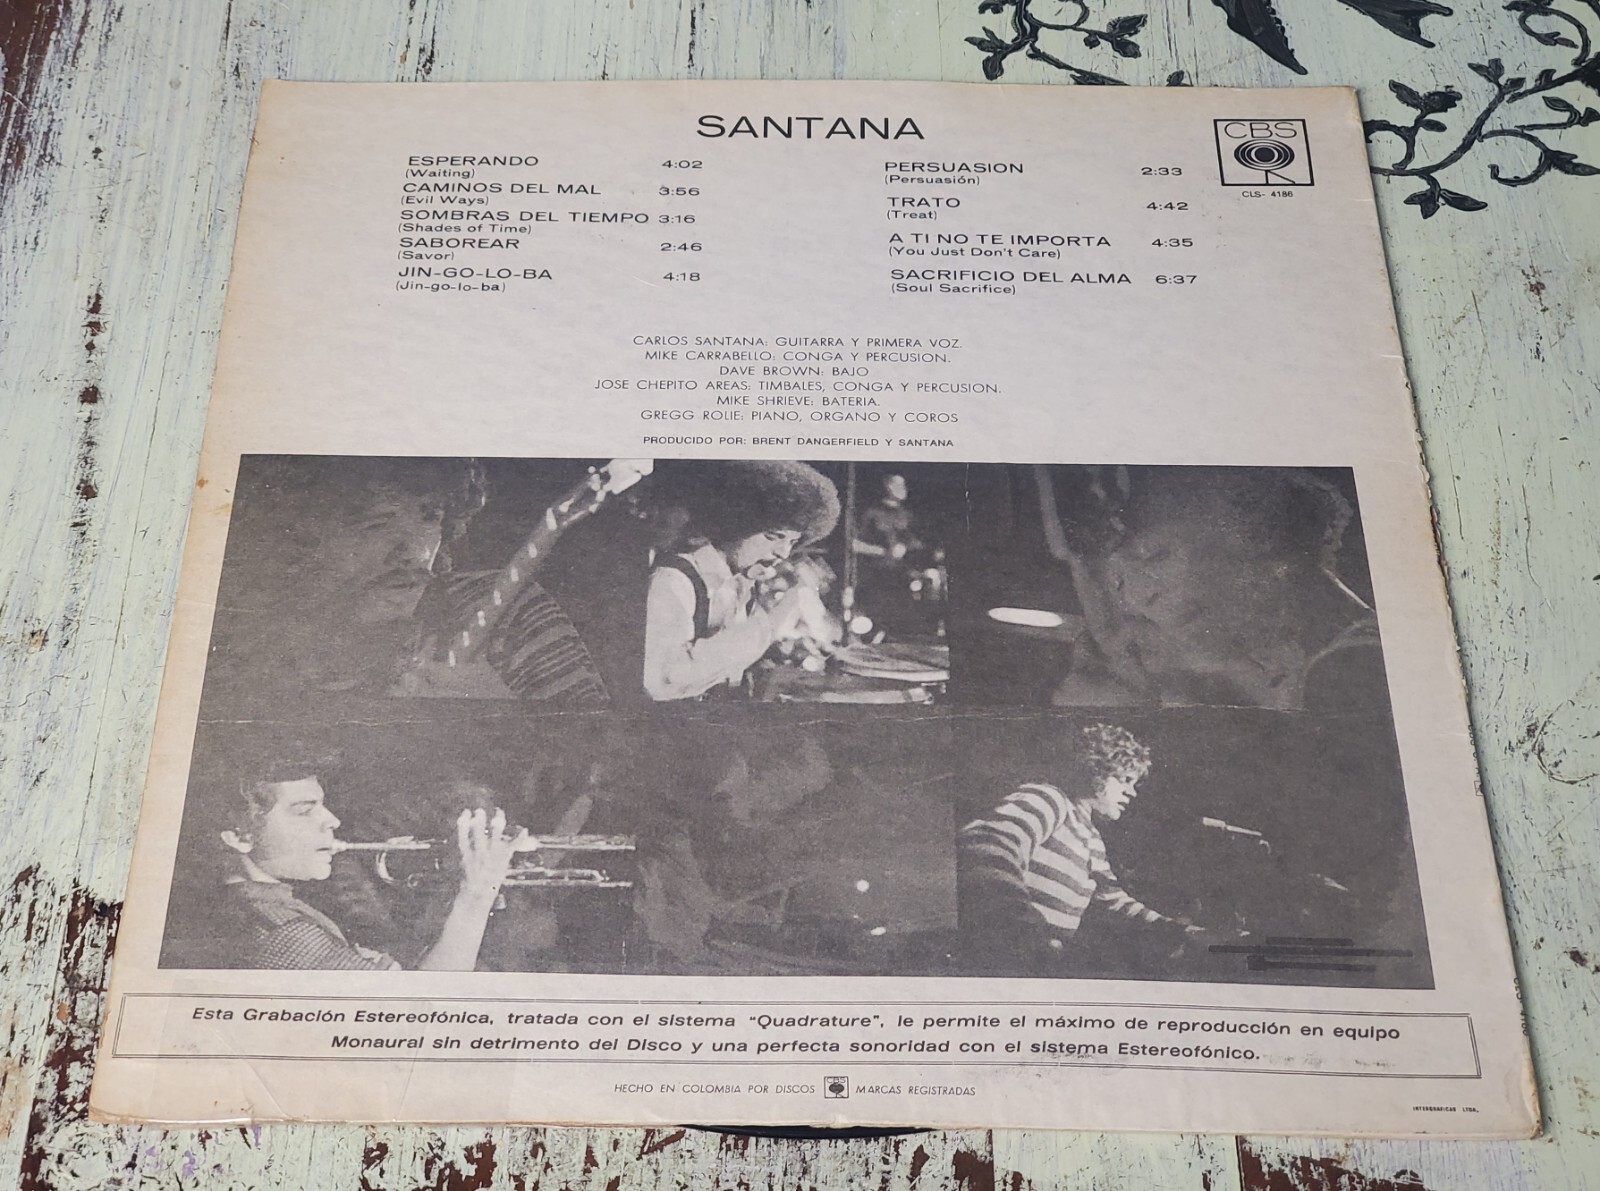 SANTANA
CBS
CLS- 4186
ESPERANDO 4:02
(Waiting)
CAMINOS DEL MAL 3:56
(Evil Ways)
SOMBRAS DEL TIEMPO 3:16
(Shades of Time)
SABOREAR 2:46
(Savor)
JIN-GO-LO-BA 4:18
(Jin-go-lo-ba)
PERSUASION 2:33
(Persuasión)
TRATO 4:42
(Treat)
A TI NO TE IMPORTA 4:35
(You Just Don't Care)
SACRIFICIO DEL ALMA 6:37
(Soul Sacrifice)
CARLOS SANTANA: GUITARRA Y PRIMERA VOZ.
MIKE CARRABELLO: CONGA Y PERCUSION.
DAVE BROWN: BAJO
JOSE CHEPITO AREAS: TIMBALES, CONGA Y PERCUSION.
MIKE SHRIEVE: BATERIA.
GREGG ROLIE: PIANO, ORGANO Y COROS
PRODUCIDO POR: BRENT DANGERFIELD Y SANTANA
Esta Grabación Estereofónica, tratada con el sistema "Quadrature", le permite el máximo de reproducción en equipo
Monaural sin detrimento del Disco y una perfecta sonoridad con el sistema Estereofónico.
HECHO EN COLOMBIA POR DISCOS CBS MARCAS REGISTRADAS
INTERGRAFICAS LTDA.